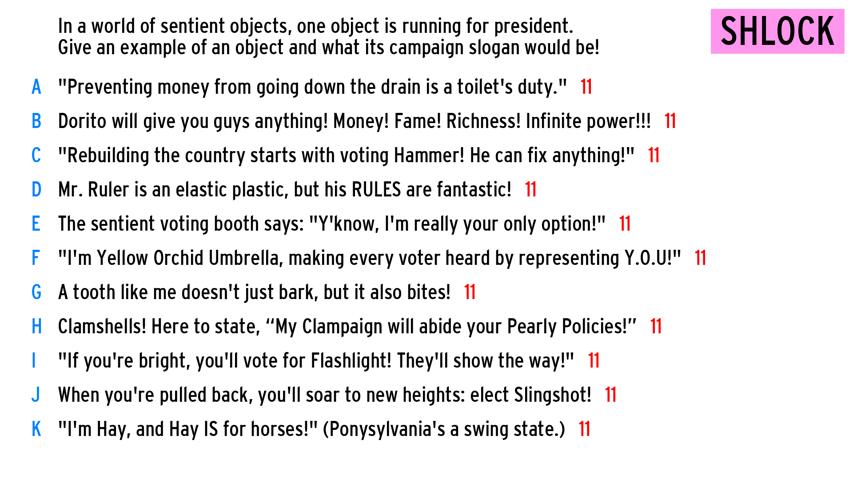 In a world of sentient objects, one object is running for president.
Give an example of an object and what its campaign slogan would be!
SHLOCK
A "Preventing money from going down the drain is a toilet's duty." 11
B Dorito will give you guys anything! Money! Fame! Richness! Infinite power!!! 11
C "Rebuilding the country starts with voting Hammer! He can fix anything!" 11
D Mr. Ruler is an elastic plastic, but his RULES are fantastic! 11
E The sentient voting booth says: "Y'know, I'm really your only option!" 11
F "I'm Yellow Orchid Umbrella, making every voter heard by representing Y.O.U!" 11
G A tooth like me doesn't just bark, but it also bites! 11
H Clamshells! Here to state, “My Clampaign will abide your Pearly Policies!” 11
I "If you're bright, you'll vote for Flashlight! They'll show the way!" 11
J When you're pulled back, you'll soar to new heights: elect Slingshot! 11
K "I'm Hay, and Hay IS for horses!" (Ponysylvania's a swing state.) 11